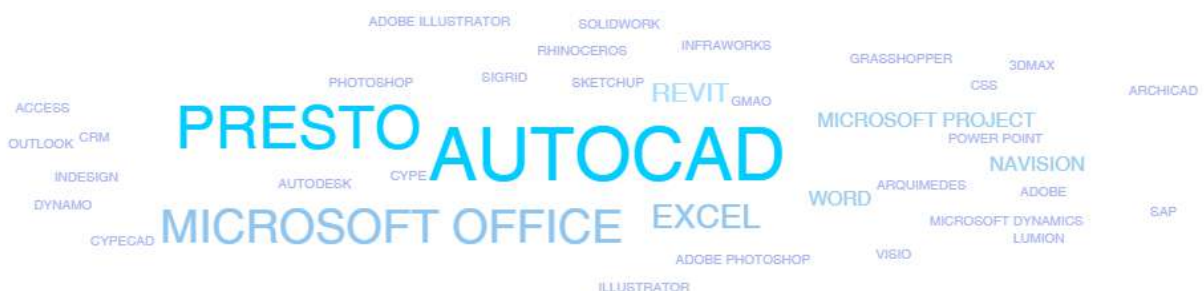 ADOBE ILLUSTRATOR
SOLIDWORK
RHINOCEROS
INFRAWORKS
GRASSHOPPER
3DMAX
PHOTOSHOP
SIGRID
SKETCHUP
REVIT
GMAO
CSS
ARCHICAD
ACCESS
PRESTO
AUTOCAD
MICROSOFT PROJECT
OUTLOOK
CRM
POWER POINT
INDESIGN
AUTODESK
CYPE
NAVISION
DYNAMO
WORD
ARQUIMEDES
ADOBE
CYPECAD
MICROSOFT OFFICE
EXCEL
MICROSOFT DYNAMICS
SAP
LUMION
ADOBE PHOTOSHOP
VISIO
ILLUSTRATOR